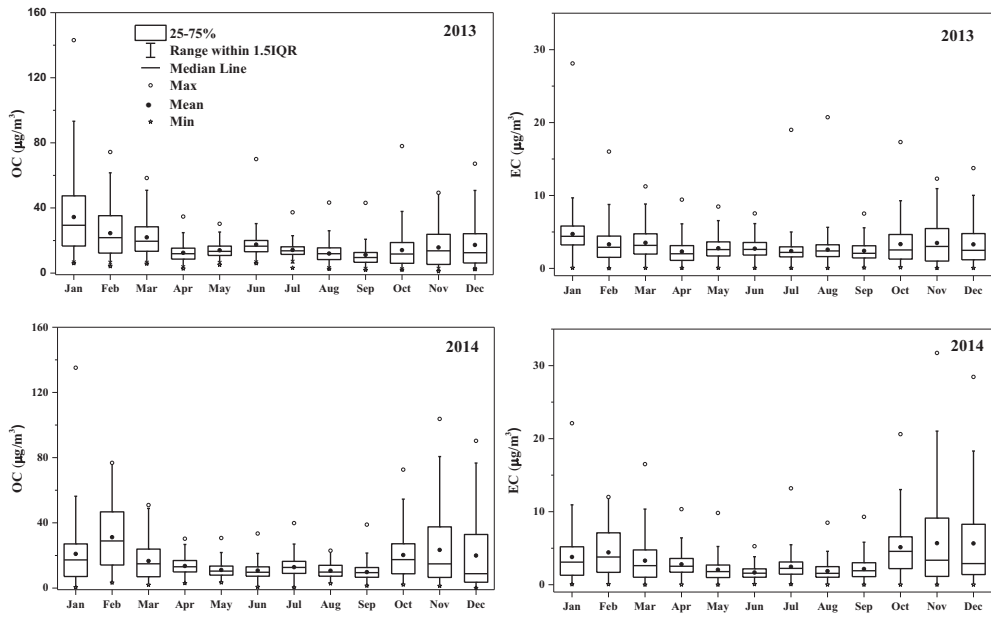 160
120
80
40
0
OC (μg/m³)
2013
25-75%
Range within 1.5IQR
Median Line
Max
Mean
Min
Jan Feb Mar Apr May Jun Jul Aug Sep Oct Nov Dec
30
20
10
0
EC (μg/m³)
2013
Jan Feb Mar Apr May Jun Jul Aug Sep Oct Nov Dec
160
120
80
40
0
OC (μg/m³)
2014
Jan Feb Mar Apr May Jun Jul Aug Sep Oct Nov Dec
30
20
10
0
EC (μg/m³)
2014
Jan Feb Mar Apr May Jun Jul Aug Sep Oct Nov Dec